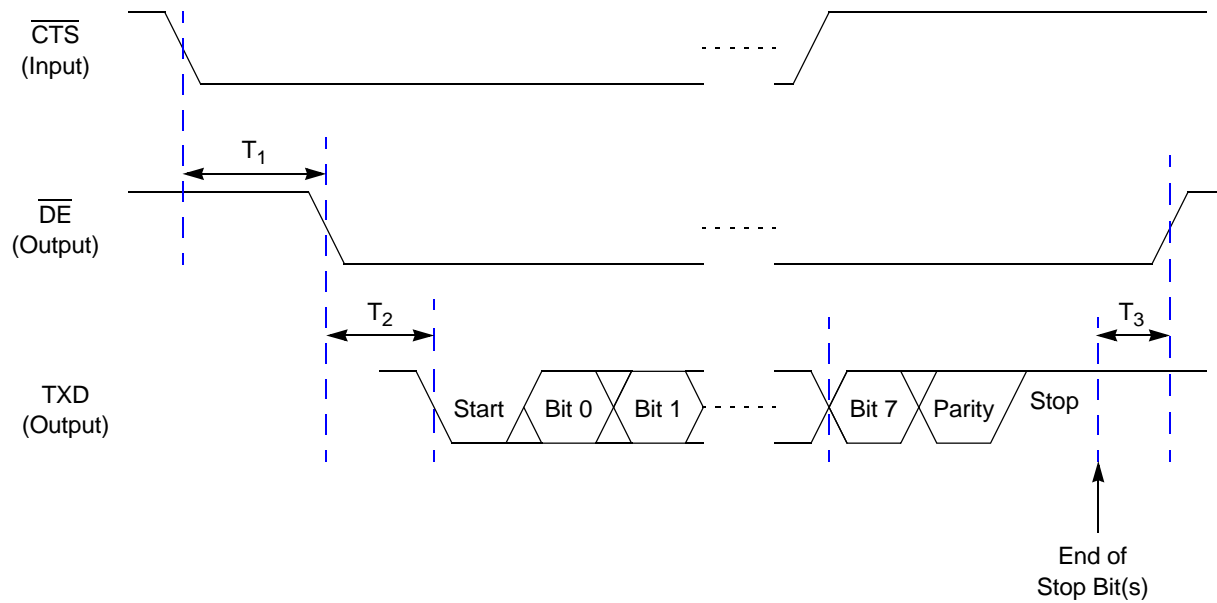 CTS
(Input)
T1
DE
(Output)
T2
T3
TXD
(Output)
Start
Bit 0
Bit 1
Bit 7
Parity
Stop
End of
Stop Bit(s)